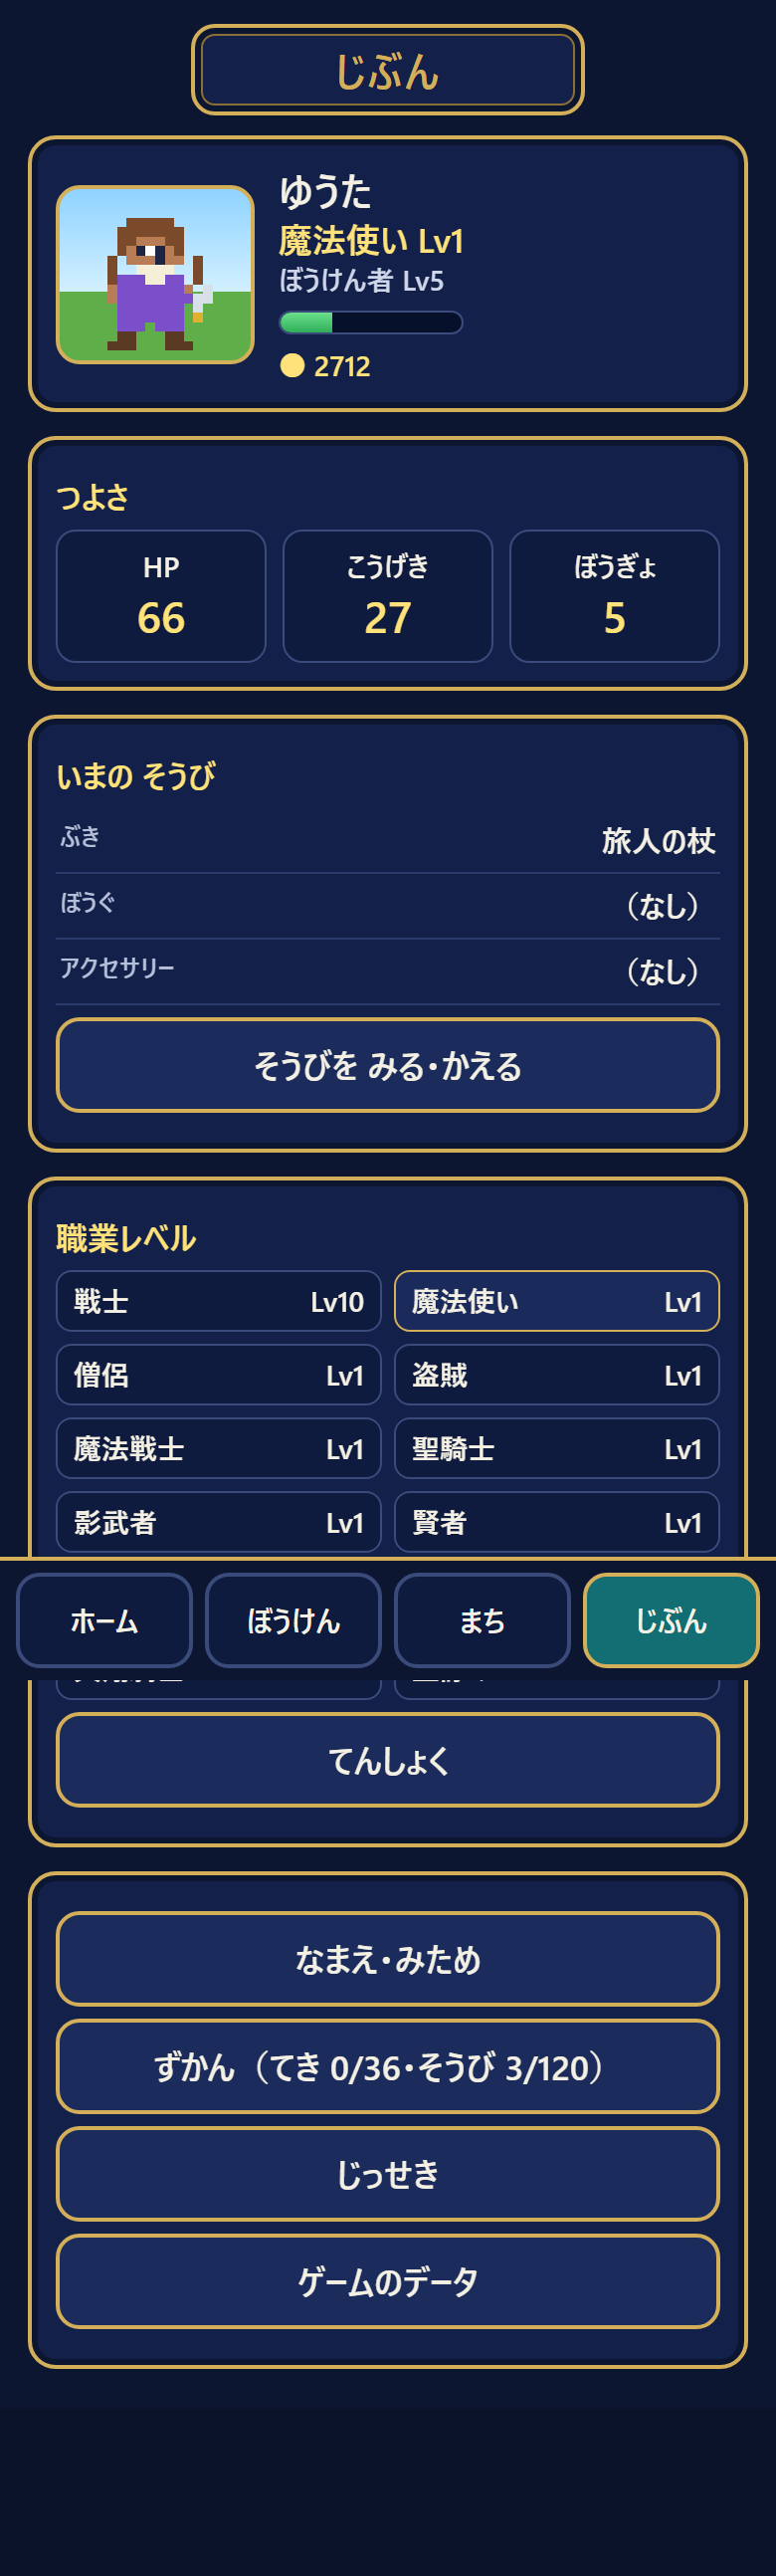 じぶん
ゆうた
魔法使い Lv1
ぼうけん者 Lv5
2712
つよさ
HP
こうげき
ぼうぎょ
66
27
5
いまの そうび
ぶき 旅人の杖
ぼうぐ （なし）
アクセサリー （なし）
そうびを みる・かえる
職業レベル
戦士 Lv10 魔法使い Lv1
僧侶 Lv1 盗賊 Lv1
魔法戦士 Lv1 聖騎士 Lv1
影武者 Lv1 賢者 Lv1
ホーム ぼうけん まち じぶん
てんしょく
なまえ・みため
ずかん（てき 0/36・そうび 3/120）
じっせき
ゲームのデータ